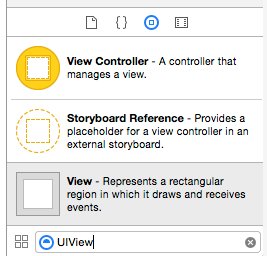 View Controller - A controller that
manages a view.
Storyboard Reference - Provides a
placeholder for a view controller in an
external storyboard.
View - Represents a rectangular
region in which it draws and receives
events.
UIView